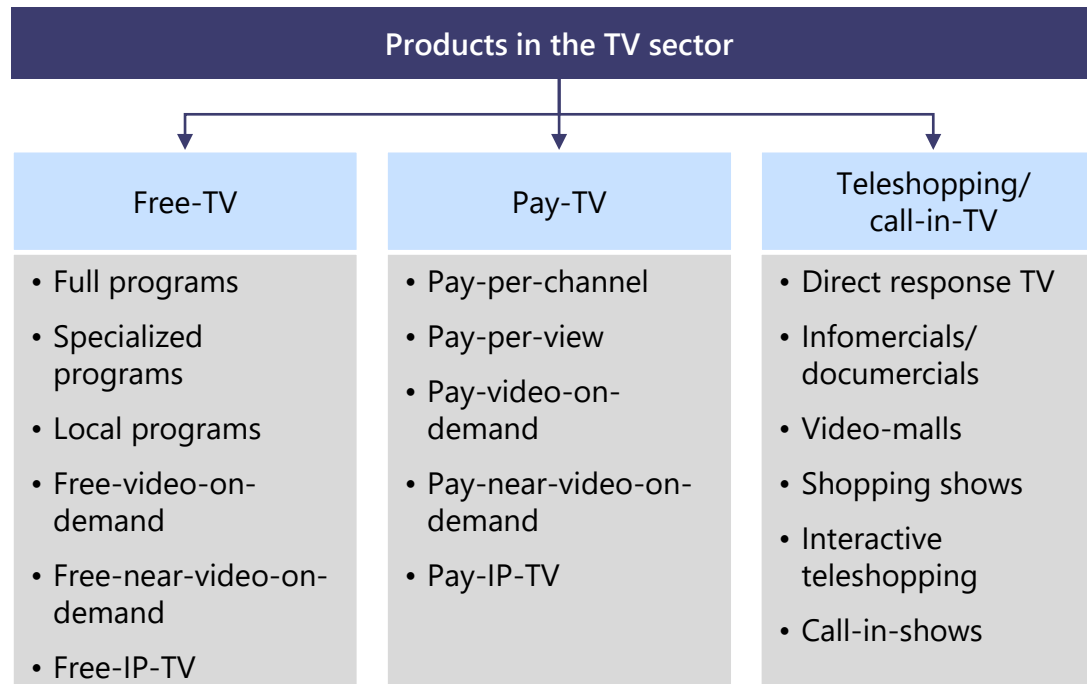 Products in the TV sector
Free-TV
• Full programs
• Specialized
programs
• Local programs
• Free-video-on-
demand
• Free-near-video-on-
demand
• Free-IP-TV
Pay-TV
• Pay-per-channel
• Pay-per-view
• Pay-video-on-
demand
• Pay-near-video-on-
demand
• Pay-IP-TV
Teleshopping/
call-in-TV
• Direct response TV
• Infomercials/
documercials
• Video-malls
• Shopping shows
• Interactive
teleshopping
• Call-in-shows